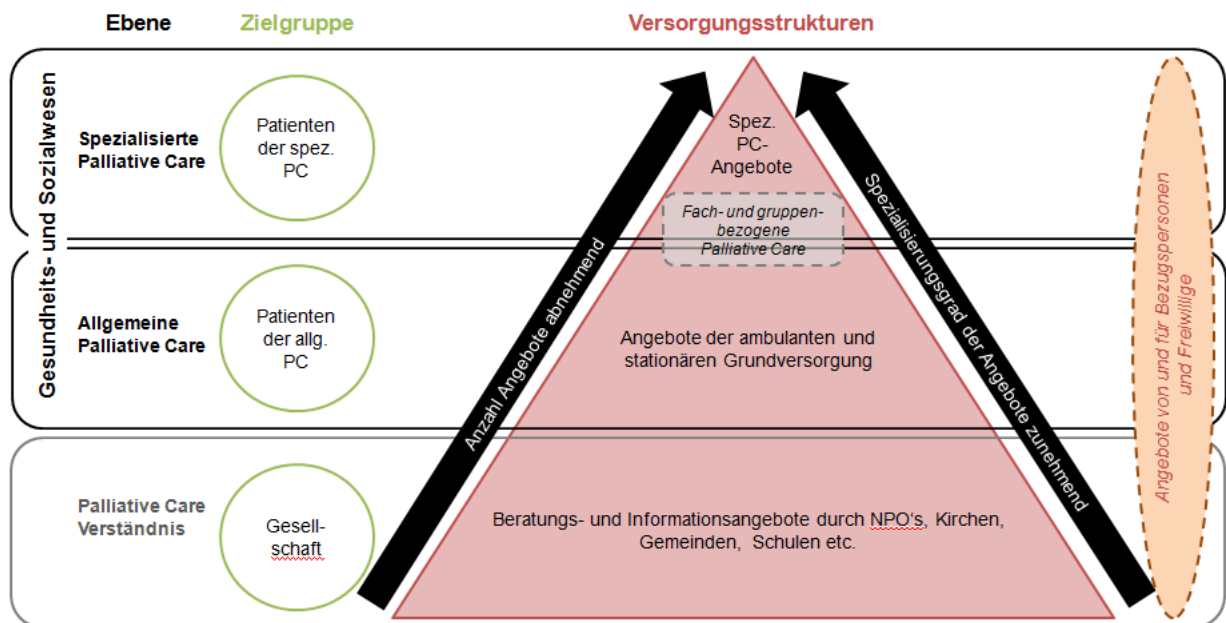 Ebene
Zielgruppe
Versorgungsstrukturen
Gesundheits- und Sozialwesen
Spezialisierte
Palliative Care
Patienten
der spez.
PC
Spez.
PC-
Angebote
Fach- und gruppen-
bezogene
Palliative Care
Allgemeine
Palliative Care
Patienten
der allg.
PC
Angebote der ambulanten und
stationären Grundversorgung
Palliative Care
Verständnis
Gesell-
schaft
Beratungs- und Informationsangebote durch NPO's, Kirchen,
Gemeinden, Schulen etc.
Anzahl Angebote abnehmend
Spezialisierungsgrad der Angebote zunehmend
Angebote von und für Bezugspersonen
und Freiwillige